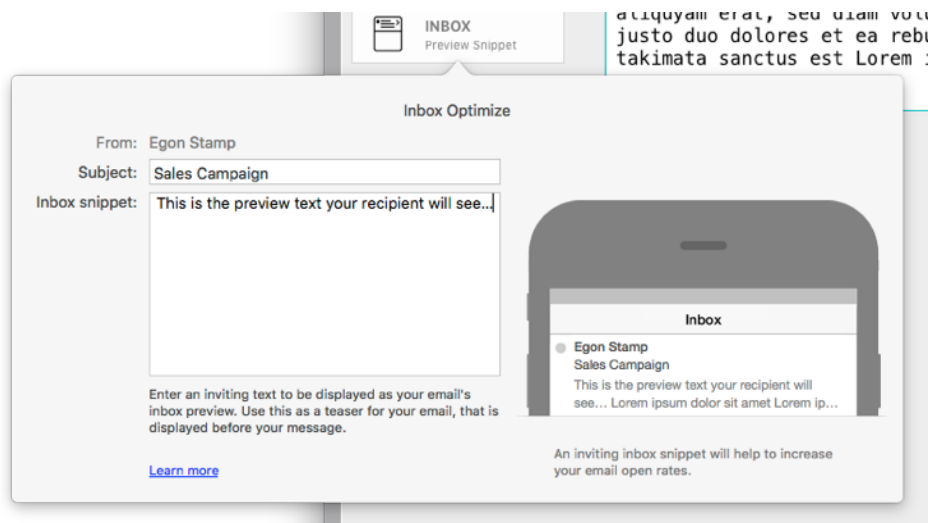 INBOX
Preview Snippet
aliquyam erat, sed diam
justo duo dolores et ea
takimata sanctus est Lorem
Inbox Optimize
From: Egon Stamp
Subject: Sales Campaign
Inbox snippet: This is the preview text your recipient will see...
Enter an inviting text to be displayed as your email's
inbox preview. Use this as a teaser for your email, that is
displayed before your message.
Learn more
Inbox
Egon Stamp
Sales Campaign
This is the preview text your recipient will
see... Lorem ipsum dolor sit amet Lorem ip...
An inviting inbox snippet will help to increase
your email open rates.